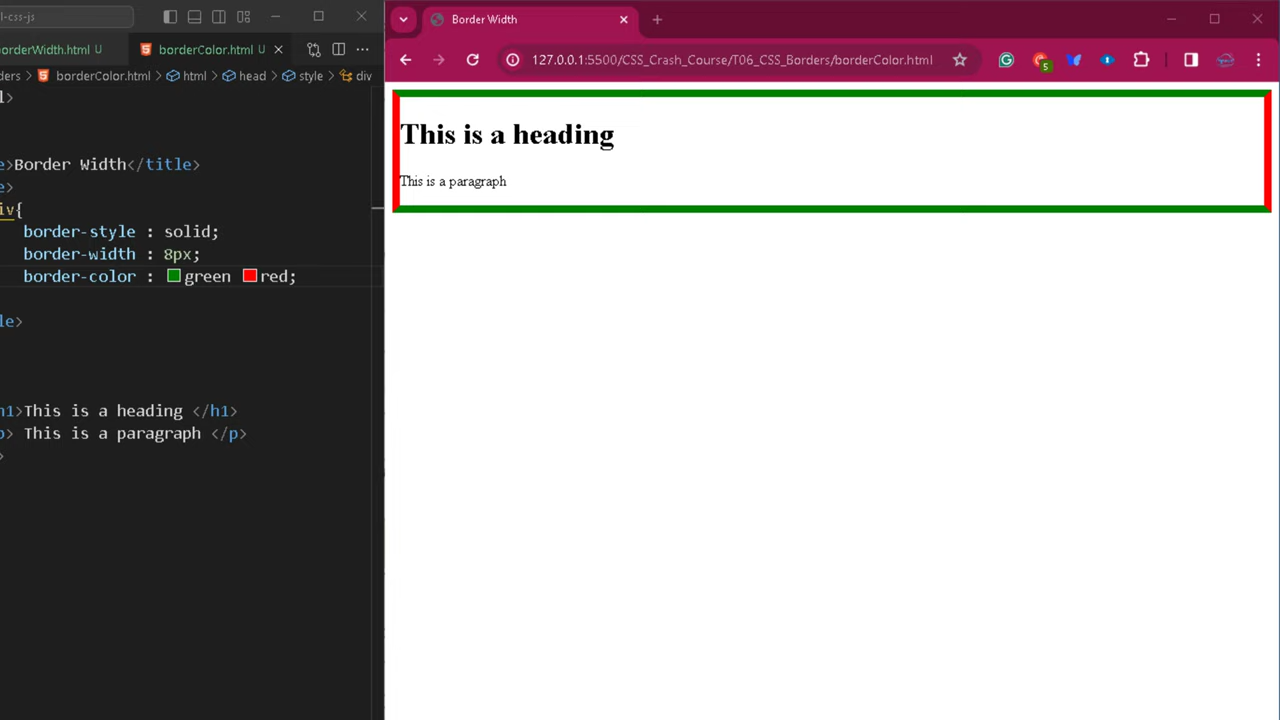 l-css-js
orderWidth.html U
borderColor.html U
ders > borderColor.html > html > head > style > div
l>
e>Border Width</title>
e>
iv{
border-style : solid;
border-width : 8px;
border-color : green red;
le>
h1>This is a heading </h1>
p> This is a paragraph </p>
>
Border Width
127.0.0.1:5500/CSS_Crash_Course/T06_CSS_Borders/borderColor.html
5
This is a heading
This is a paragraph